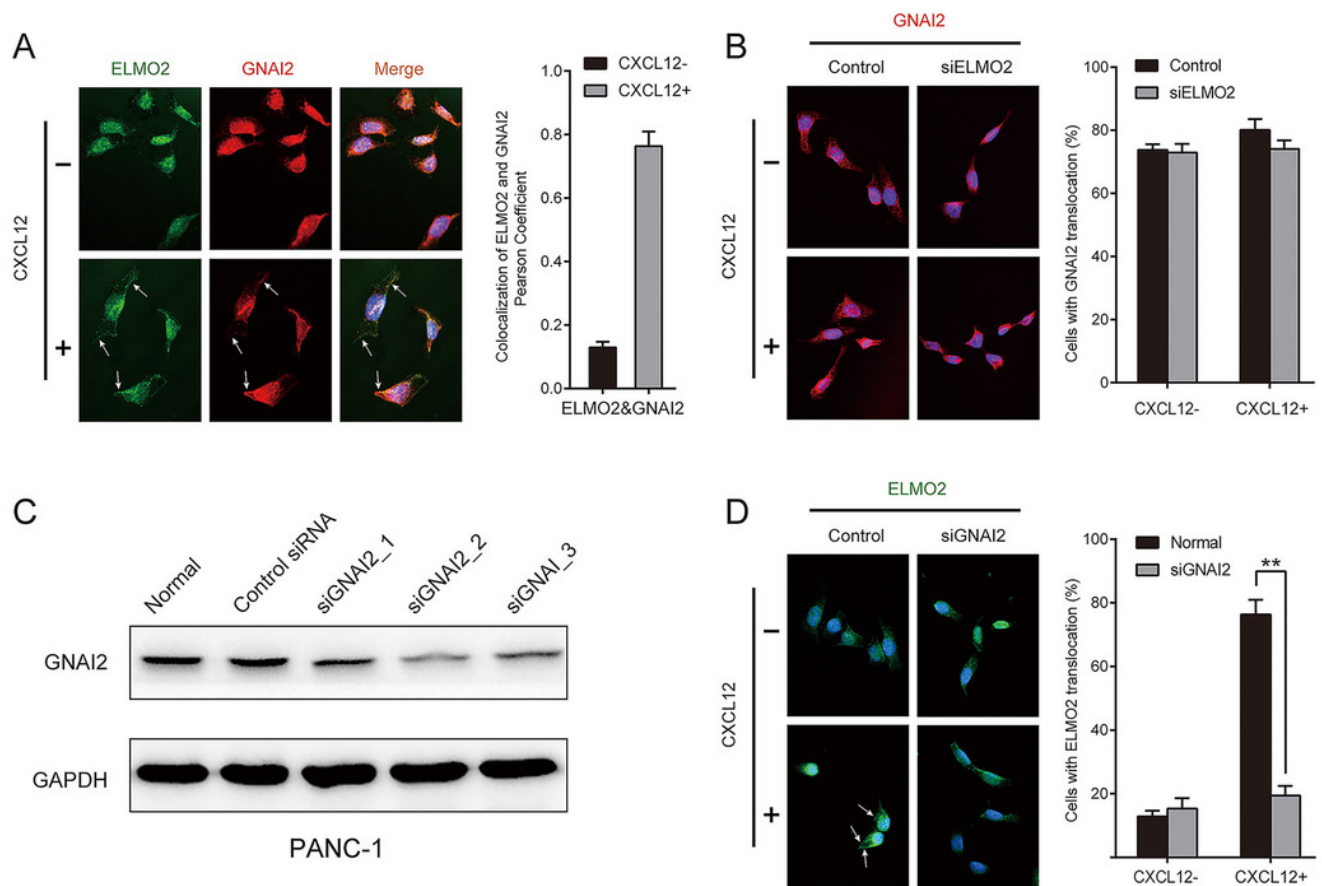 A
ELMO2 GNAI2 Merge
CXCL12
−
+
Colocalization of ELMO2 and GNAI2
Pearson Coefficient
1.0
0.8
0.6
0.4
0.2
0.0
CXCL12-
CXCL12+
ELMO2&GNAI2
B
GNAI2
Control siELMO2
CXCL12
−
+
Cells with GNAI2 translocation (%)
100
80
60
40
20
0
Control
siELMO2
CXCL12- CXCL12+
C
Normal Control siRNA siGNAI2_1 siGNAI2_2 siGNAI_3
GNAI2
GAPDH
PANC-1
D
ELMO2
Control siGNAI2
CXCL12
−
+
Cells with ELMO2 translocation (%)
100
80
60
40
20
Normal
siGNAI2
**
CXCL12- CXCL12+